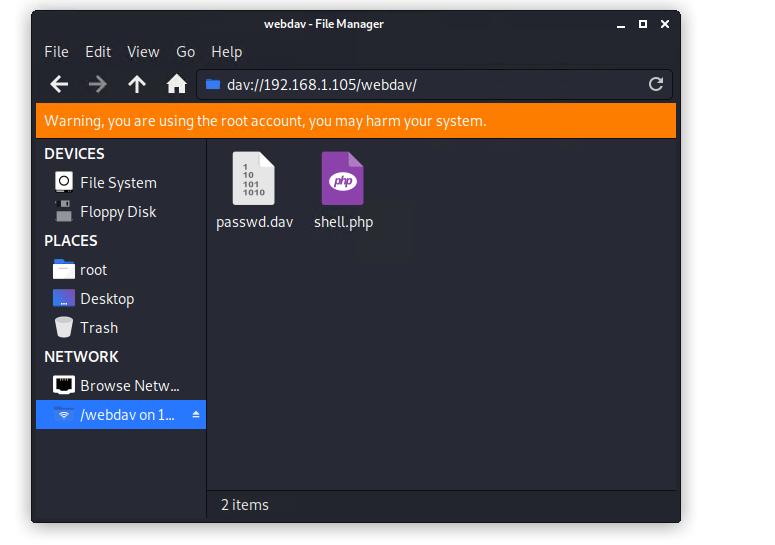 webdav - File Manager
File Edit View Go Help
dav://192.168.1.105/webdav/
Warning, you are using the root account, you may harm your system.
DEVICES
File System
Floppy Disk
PLACES
root
Desktop
Trash
NETWORK
Browse Netw...
/webdav on 1...
1
10
101
1010
passwd.dav
php
shell.php
2 items